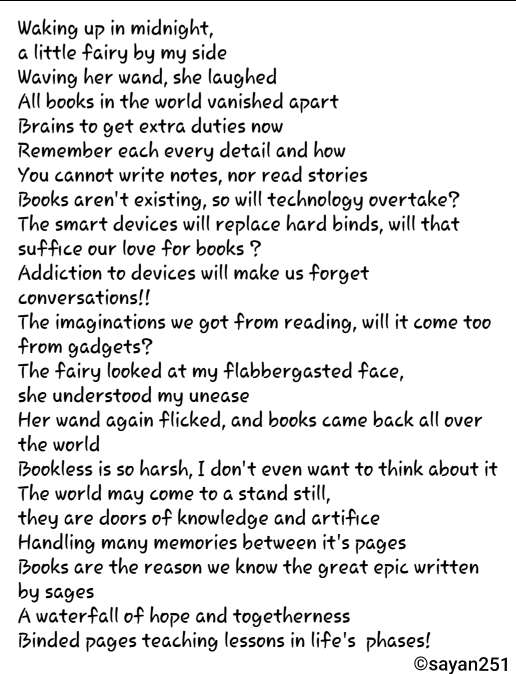 Waking up in midnight,
a little fairy by my side
Waving her wand, she laughed
All books in the world vanished apart
Brains to get extra duties now
Remember each every detail and how
You cannot write notes, nor read stories
Books aren't existing, so will technology overtake?
The smart devices will replace hard binds, will that
suffice our love for books ?
Addiction to devices will make us forget
conversations!!
The imaginations we got from reading, will it come too
from gadgets?
The fairy looked at my flabbergasted face,
she understood my unease
Her wand again flicked, and books came back all over
the world
Bookless is so harsh, I don't even want to think about it
The world may come to a stand still,
they are doors of knowledge and artifice
Handling many memories between it's pages
Books are the reason we know the great epic written
by sages
A waterfall of hope and togetherness
Binded pages teaching lessons in life's  phases!
©sayan251